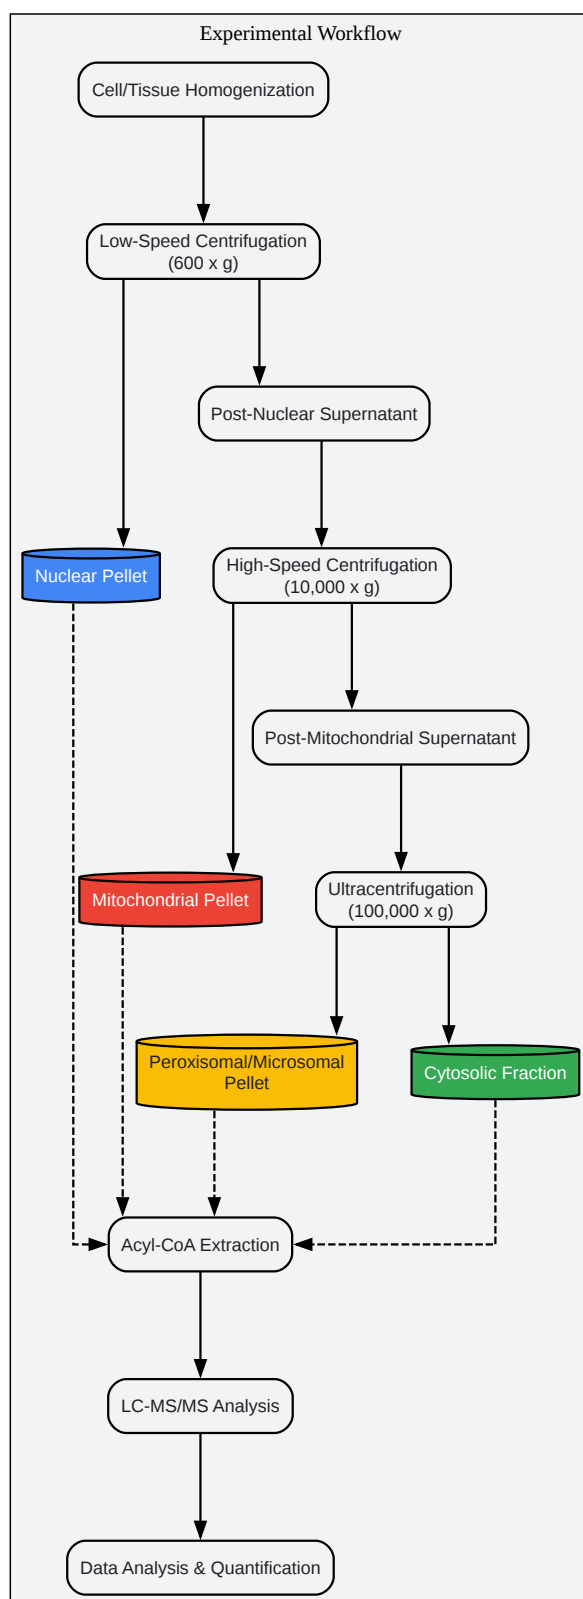 Experimental Workflow
Cell/Tissue Homogenization
Low-Speed Centrifugation
(600 x g)
Post-Nuclear Supernatant
Nuclear Pellet
High-Speed Centrifugation
(10,000 x g)
Post-Mitochondrial Supernatant
Mitochondrial Pellet
Ultracentrifugation
(100,000 x g)
Peroxisomal/Microsomal
Pellet
Cytosolic Fraction
Acyl-CoA Extraction
LC-MS/MS Analysis
Data Analysis & Quantification